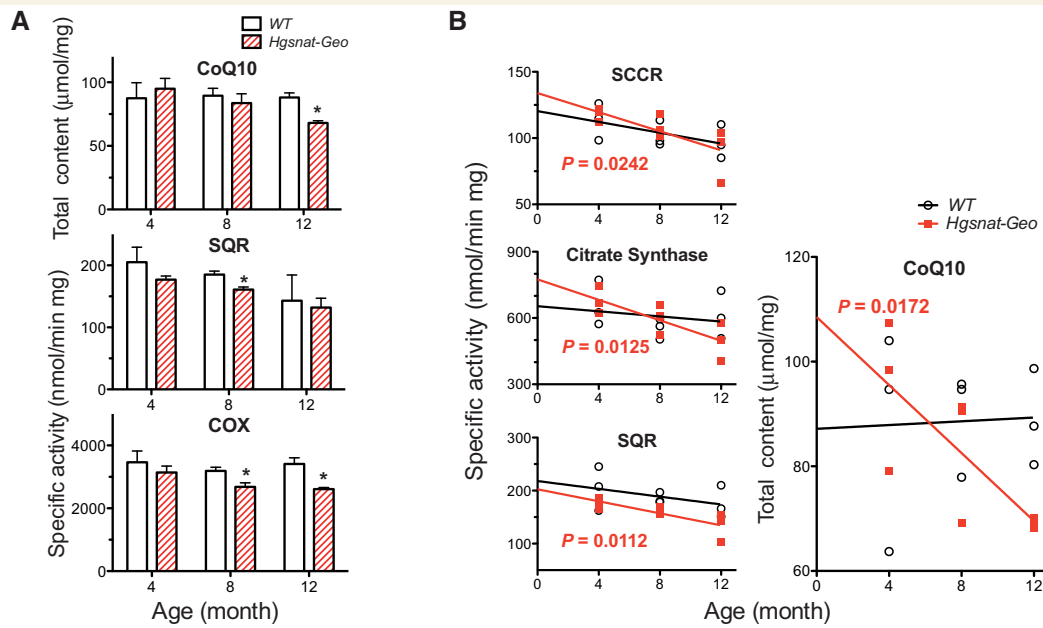 A
WT
Hgsnat-Geo
CoQ10
Total content (µmol/mg)
100
50
0
*
4
8
12
SQR
200
100
0
*
4
8
12
Specific activity (nmol/min mg)
COX
4000
2000
0
*
*
4
8
12
Age (month)
B
SCCR
150
100
50
P = 0.0242
0
4
8
12
Specific activity (nmol/min mg)
Citrate Synthase
900
600
300
P = 0.0125
0
4
8
12
SQR
300
200
100
P = 0.0112
0
4
8
12
WT
Hgsnat-Geo
CoQ10
Total content (µmol/mg)
120
100
80
60
P = 0.0172
0
4
8
12
Age (month)